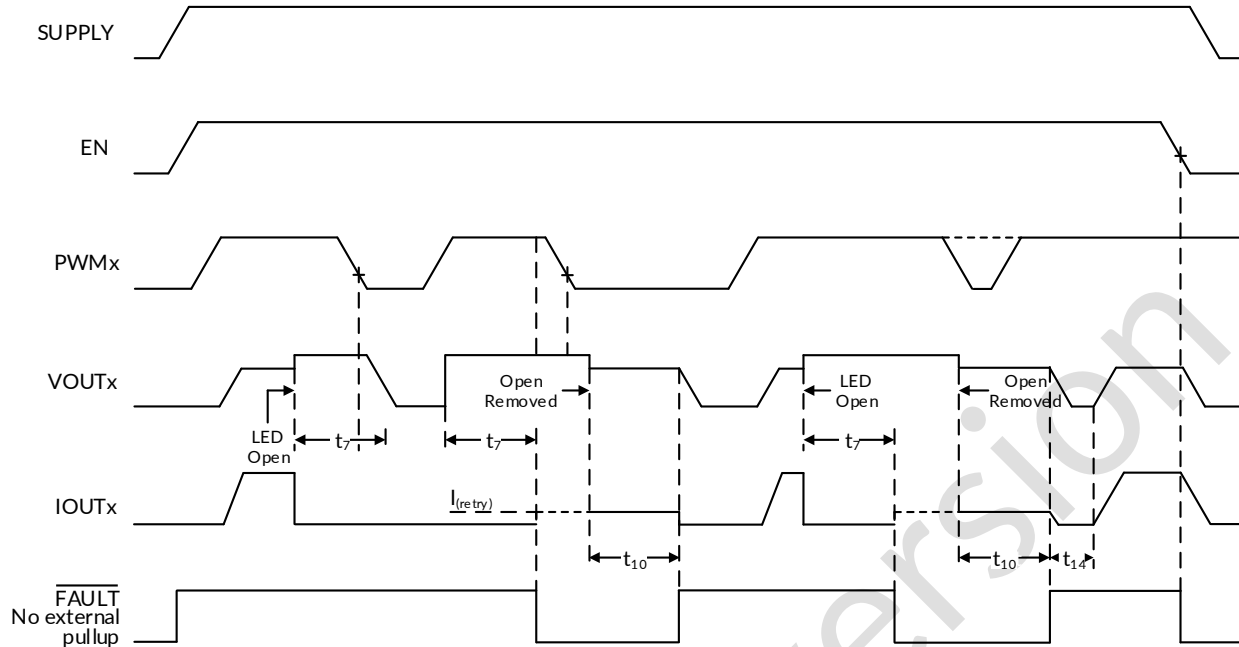 SUPPLY
EN
PWMx
VOUTx
LED
Open
t7
t7
Open
Removed
LED
Open
t7
Open
Removed
IOUTx
I(retry)
t10
t10
t14
FAULT
No external
pullup
ersion